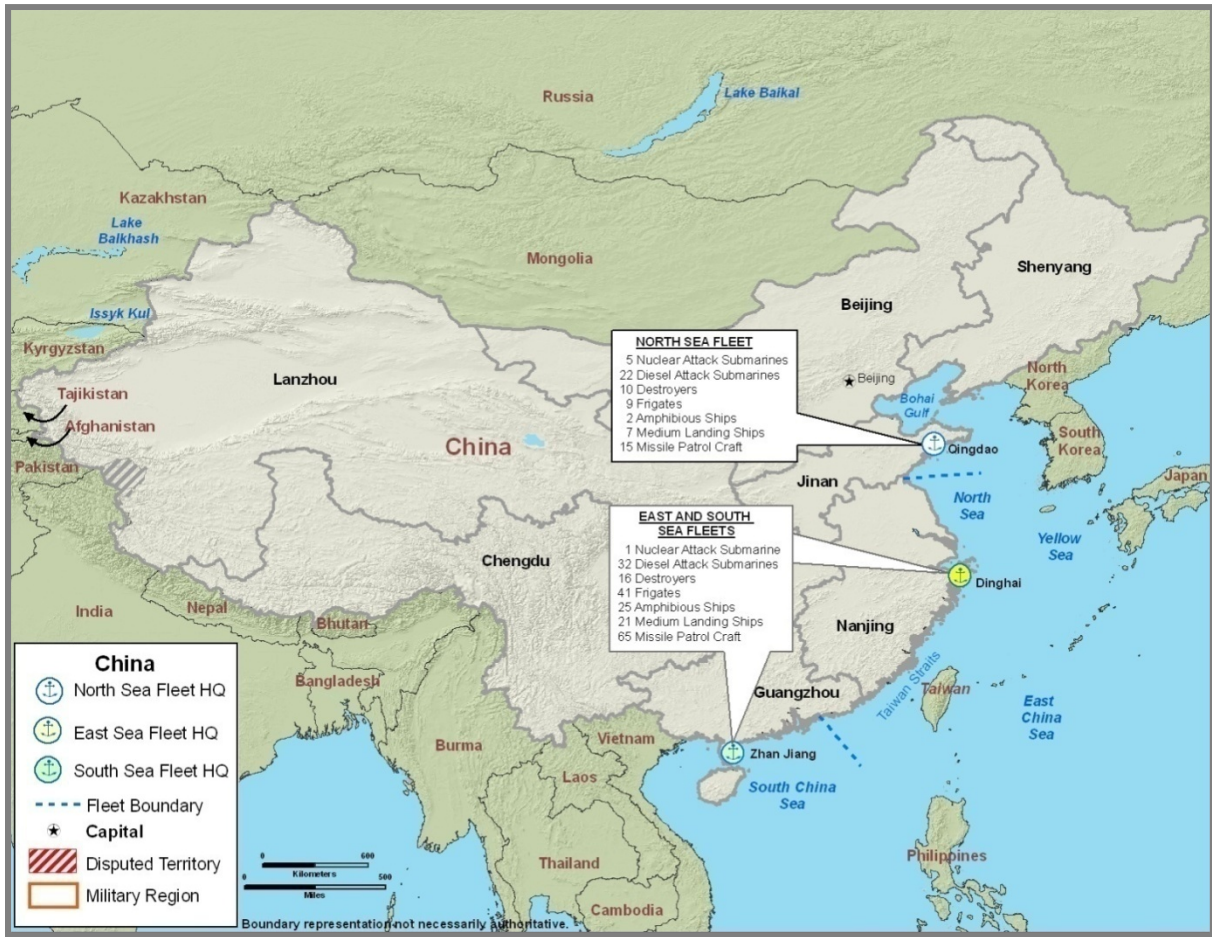 Russia
Lake Baikal
Kazakhstan
Lake
Balkhash
Mongolia
Shenyang
Issyk Kul
Beijing
Kyrgyzstan
NORTH SEA FLEET
5 Nuclear Attack Submarines
22 Diesel Attack Submarines
10 Destroyers
9 Frigates
2 Amphibious Ships
7 Medium Landing Ships
15 Missile Patrol Craft
Lanzhou
Beijing
North
Korea
Tajikistan
Bohai
Gulf
Afghanistan
China
South
Korea
Qingdao
Pakistan
Jinan
Japan
North
Sea
EAST AND SOUTH
SEA FLEETS
1 Nuclear Attack Submarine
32 Diesel Attack Submarines
16 Destroyers
41 Frigates
25 Amphibious Ships
21 Medium Landing Ships
65 Missile Patrol Craft
Yellow
Sea
Chengdu
Dinghai
India
Nepal
Bhutan
Nanjing
Bangladesh
Guangzhou
Taiwan Straits
Taiwan
East
China
Sea
Burma
Vietnam
Zhan Jiang
Laos
South China
Sea
Thailand
Philippines
Cambodia
China
North Sea Fleet HQ
East Sea Fleet HQ
South Sea Fleet HQ
Fleet Boundary
Capital
Disputed Territory
Military Region
0 600
Kilometers
0 500
Miles
Boundary representation not necessarily authoritative.